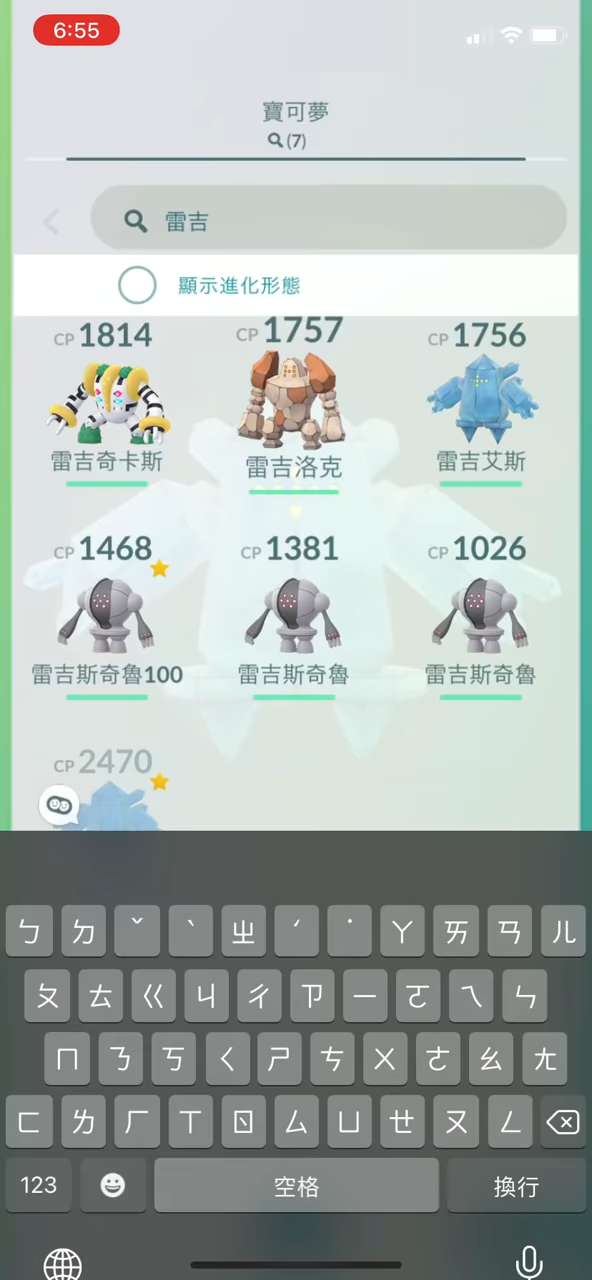 6:55
寶可夢
(7)
雷吉
顯示進化形態
CP 1814
CP 1757
CP 1756
雷吉奇卡斯
雷吉洛克
雷吉艾斯
CP 1468
CP 1381
CP 1026
雷吉斯奇魯100
雷吉斯奇魯
雷吉斯奇魯
CP 2470
ㄅ ㄉ ˇ ˋ ㄓ ˊ ˙ ㄚ ㄞ ㄢ ㄦ
ㄆ ㄊ ㄍ ㄐ ㄔ ㄗ ㄧ ㄛ ㄟ ㄣ
ㄇ ㄋ ㄎ ㄑ ㄕ ㄘ ㄨ ㄜ ㄠ ㄤ
ㄈ ㄌ ㄏ ㄒ ㄖ ㄙ ㄩ ㄝ ㄡ ㄥ
123 空格 換行